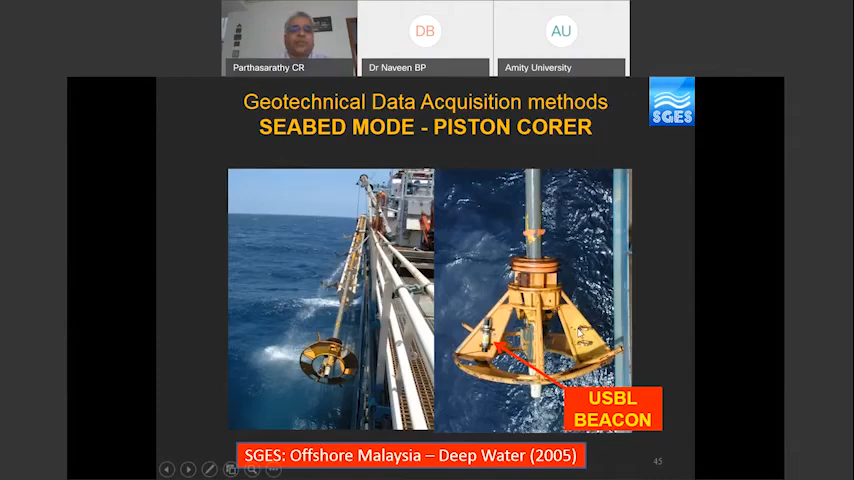 DB
AU
Parthasarathy CR
Dr Naveen BP
Amity University
Geotechnical Data Acquisition methods
SEABED MODE - PISTON CORER
SGES
USBL
BEACON
SGES: Offshore Malaysia – Deep Water (2005)
45